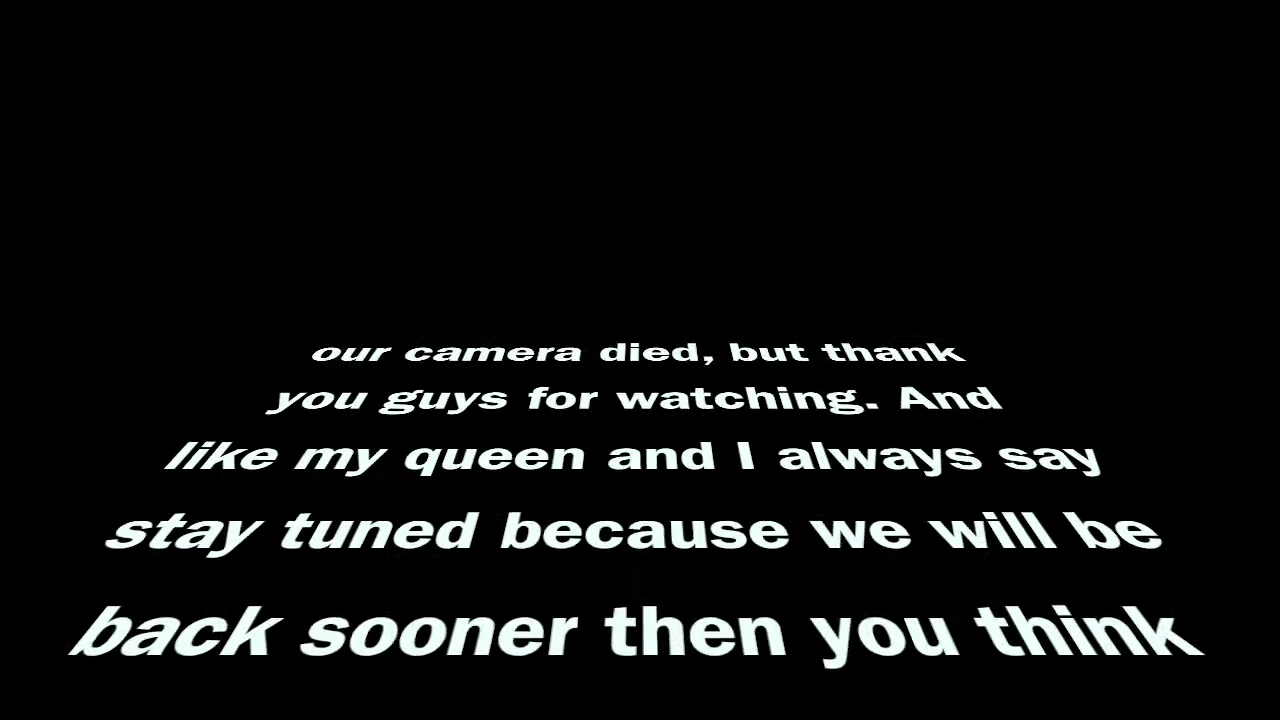 our camera died, but thank
you guys for watching. And
like my queen and I always say
stay tuned because we will be
back sooner then you think